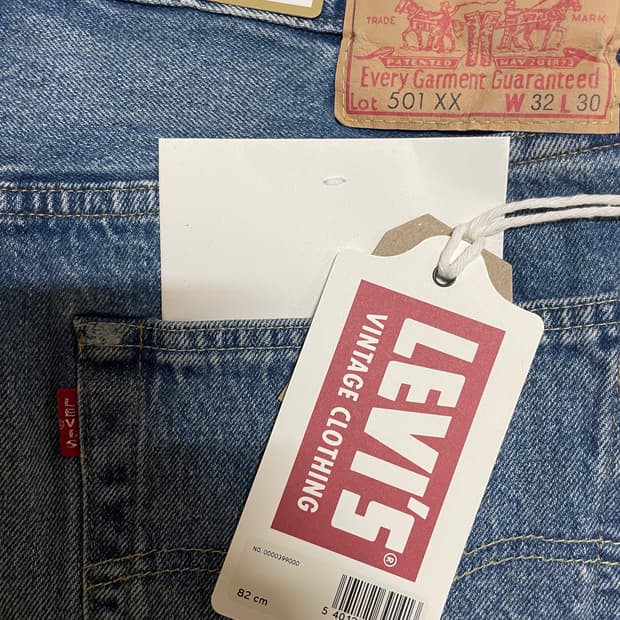 TRADE MARK
PATENTED MAY 20 1873
Every Garment Guaranteed
Lot 501 XX W 32 L 30
LEVI'S
LEVI'S®
VINTAGE CLOTHING
NO. 0000399000
82 cm